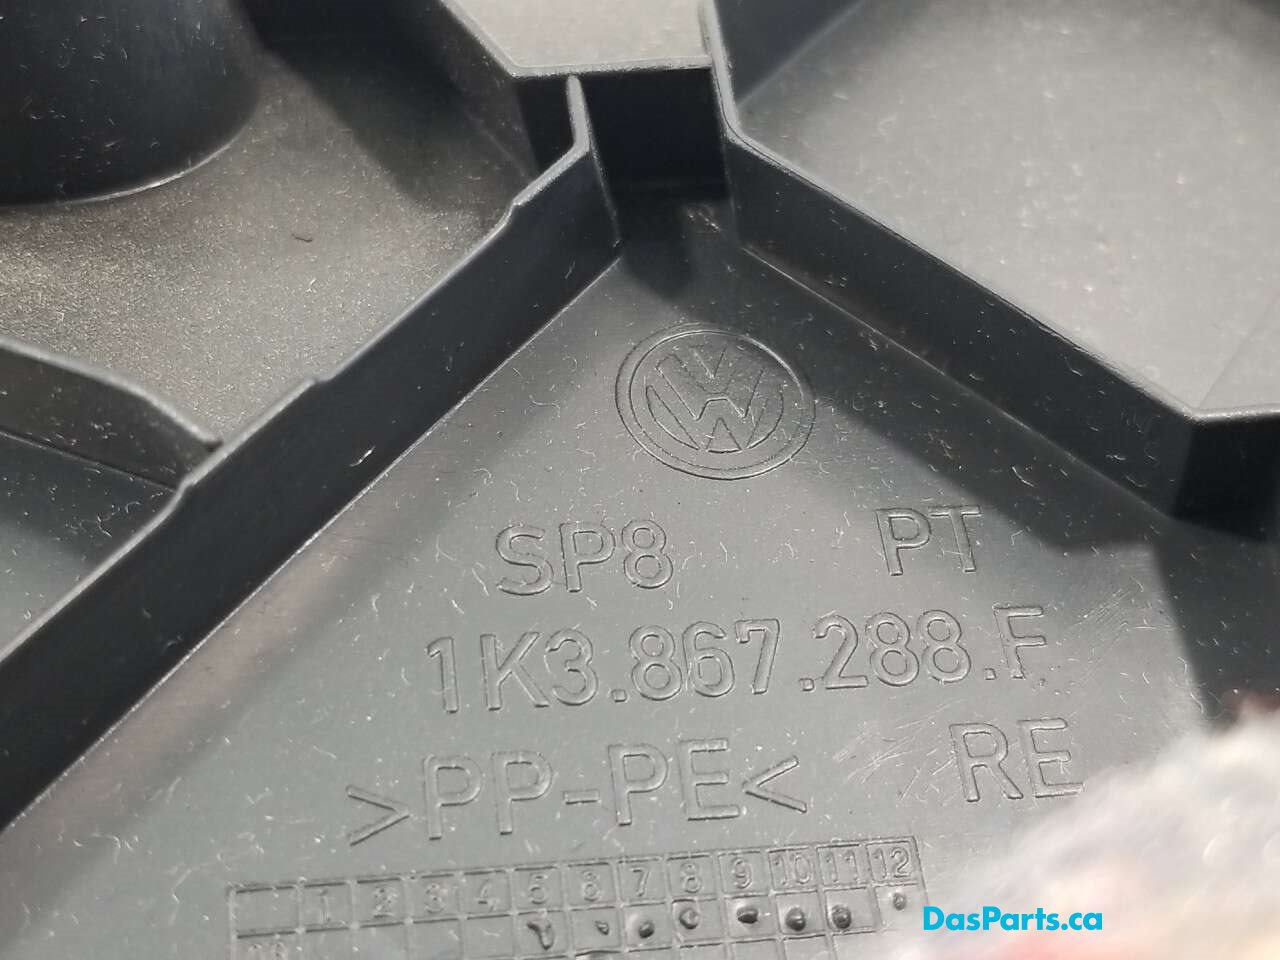 VW
SP8 PT
1K3.867.288.F
>PP-PE< RE
1 2 3 4 5 6 7 8 9 10 11 12
DasParts.ca